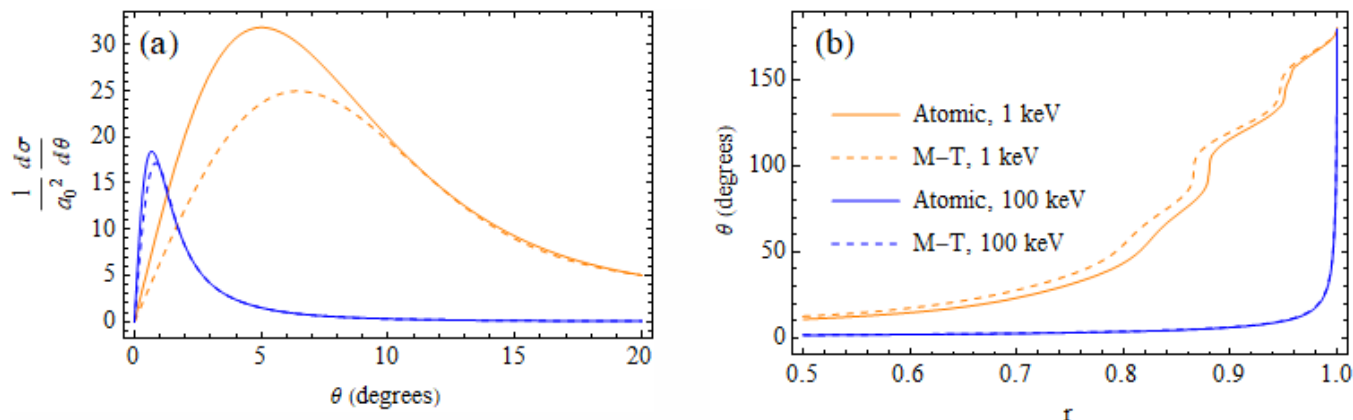 (a)
30
25
20
15
10
5
0
1 dσ
a₀² dθ
0 5 10 15 20
θ (degrees)
(b)
150
100
50
0
θ (degrees)
Atomic, 1 keV
M–T, 1 keV
Atomic, 100 keV
M–T, 100 keV
0.5 0.6 0.7 0.8 0.9 1.0
r